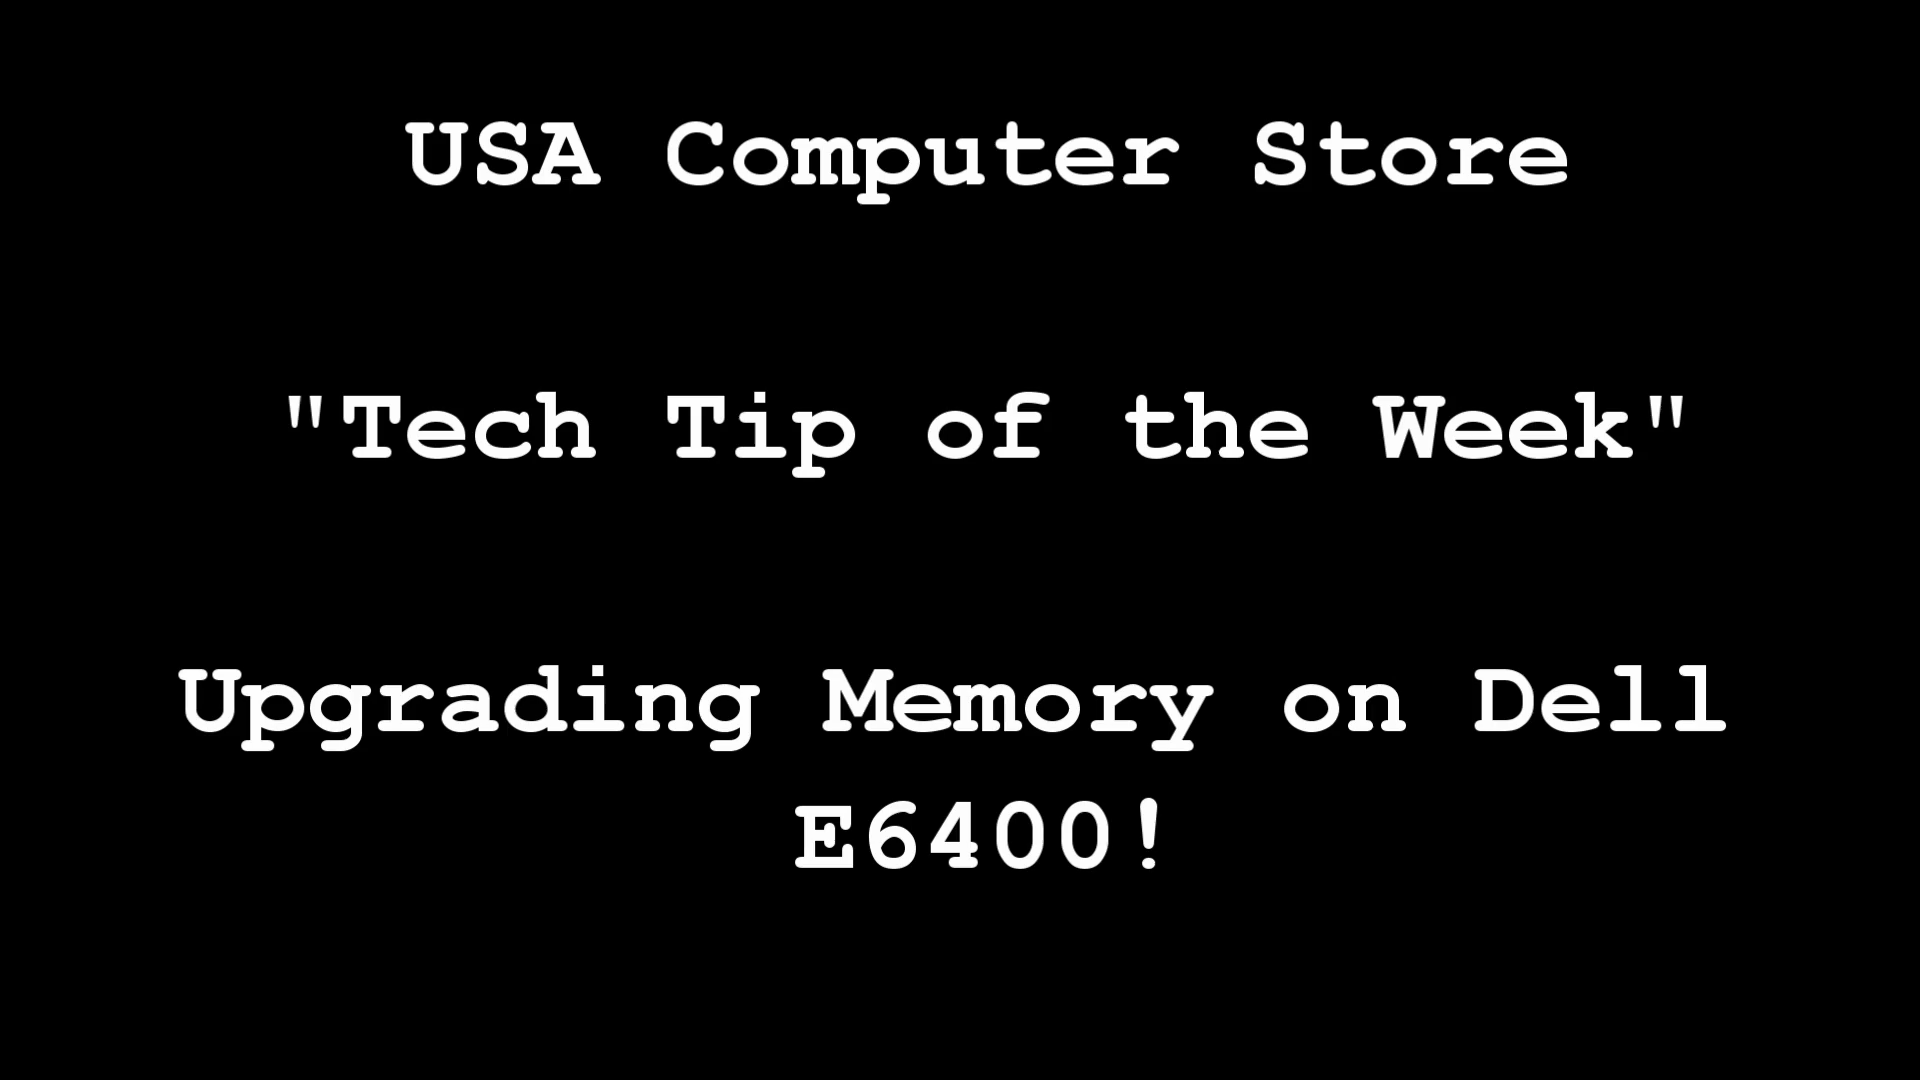 USA Computer Store
"Tech Tip of the Week"
Upgrading Memory on Dell
E6400!